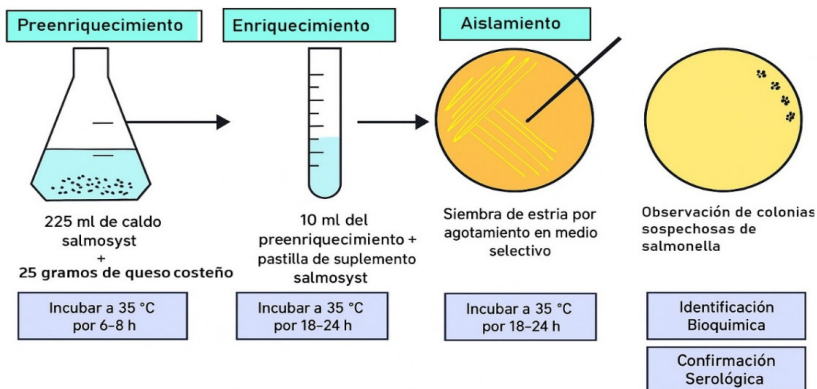 Preenriquecimiento
Enriquecimiento
Aislamiento
225 ml de caldo
salmosyst
+
25 gramos de queso costeño
Incubar a 35 °C
por 6–8 h
10 ml del
preenriquecimiento +
pastilla de suplemento
salmosyst
Incubar a 35 °C
por 18–24 h
Siembra de estria por
agotamiento en medio
selectivo
Incubar a 35 °C
por 18–24 h
Observación de colonias
sospechosas de
salmonella
Identificación
Bioquimica
Confirmación
Serológica